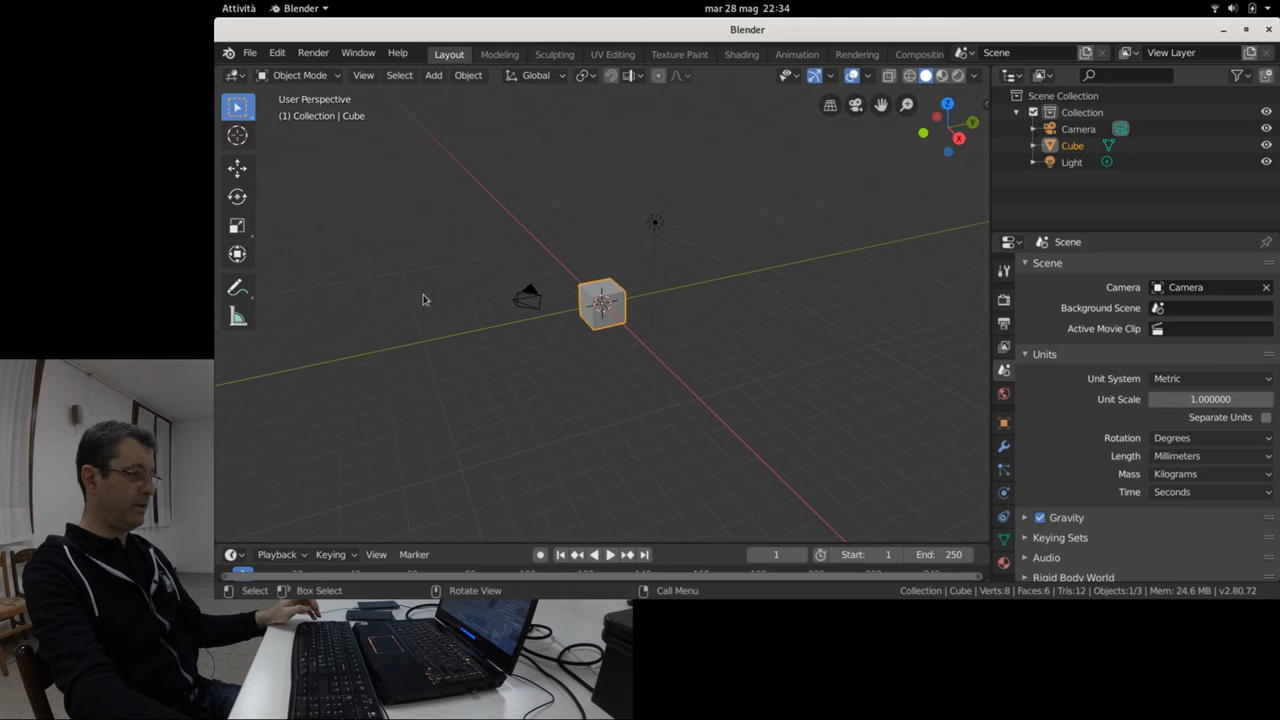 Attività Blender mar 28 mag 22:34
Blender
File Edit Render Window Help Layout Modeling Sculpting UV Editing Texture Paint Shading Animation Rendering Compositin Scene View Layer
Object Mode View Select Add Object Global
User Perspective
(1) Collection | Cube
Z
Y
X
Scene Collection
Collection
Camera
Cube
Light
Scene
Scene
Camera Camera
Background Scene
Active Movie Clip
Units
Unit System Metric
Unit Scale 1.000000
Separate Units
Rotation Degrees
Length Millimeters
Mass Kilograms
Time Seconds
Gravity
Keying Sets
Audio
Rigid Body World
Playback Keying View Marker 1 Start: 1 End: 250
Select Box Select Rotate View Call Menu Collection | Cube | Verts:8 | Faces:6 | Tris:12 | Objects:1/3 | Mem: 24.6 MB | v2.80.72